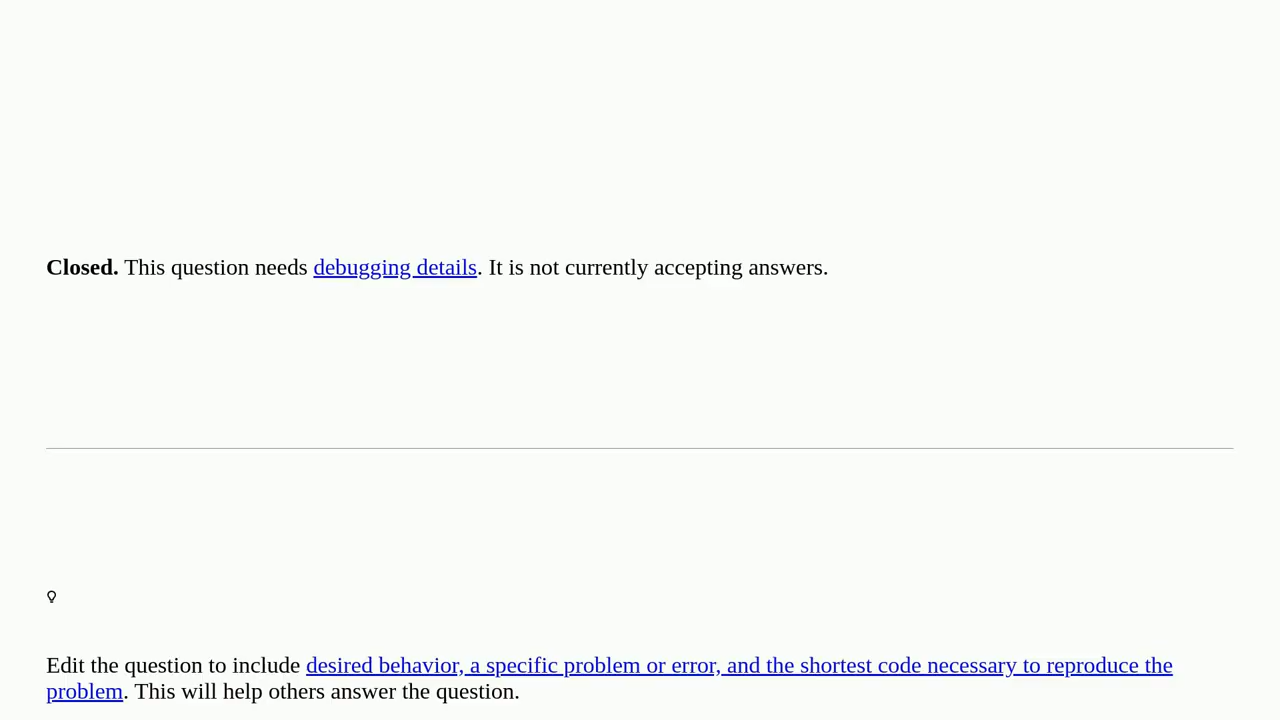 Closed. This question needs debugging details. It is not currently accepting answers.
Edit the question to include desired behavior, a specific problem or error, and the shortest code necessary to reproduce the
problem. This will help others answer the question.